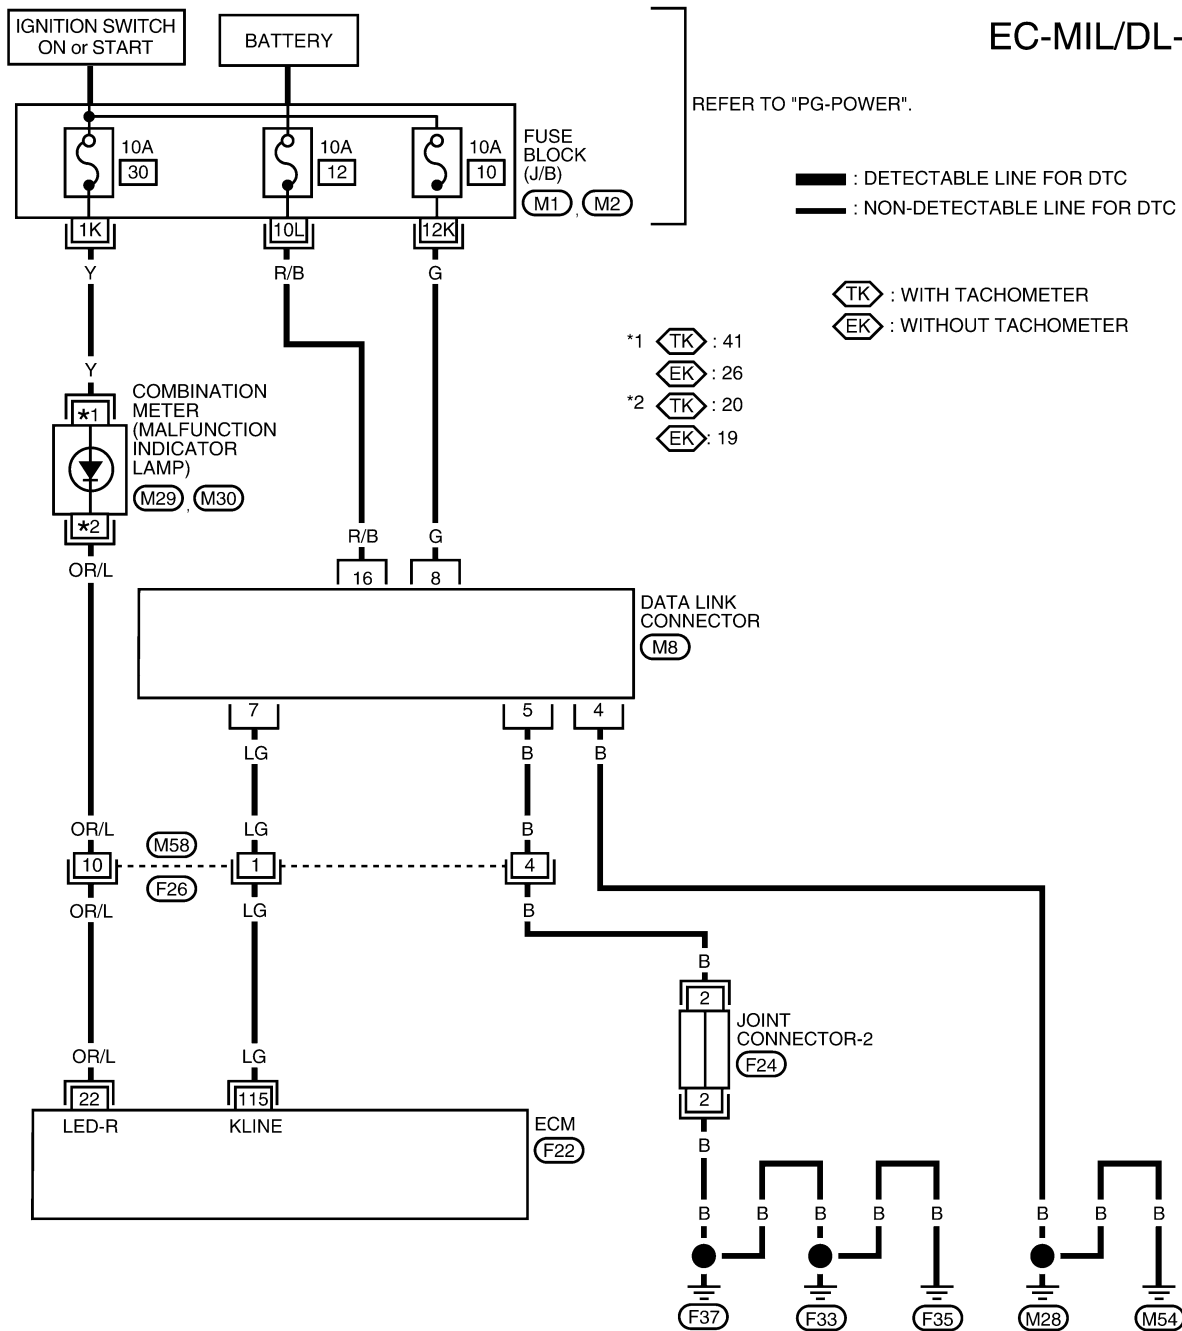 IGNITION SWITCH
ON or START
BATTERY
EC-MIL/DL-
REFER TO "PG-POWER".
10A
30
10A
12
10A
10
FUSE
BLOCK
(J/B)
M1 , M2
: DETECTABLE LINE FOR DTC
: NON-DETECTABLE LINE FOR DTC
1K
10L
12K
Y
R/B
G
TK : WITH TACHOMETER
EK : WITHOUT TACHOMETER
*1 TK : 41
EK : 26
*2 TK : 20
EK : 19
Y
COMBINATION
METER
(MALFUNCTION
INDICATOR
LAMP)
M29 , M30
*1
*2
OR/L
R/B
G
16
8
DATA LINK
CONNECTOR
M8
7
5
4
LG
B
B
OR/L
M58
LG
B
10
1
4
F26
OR/L
LG
B
B
2
JOINT
CONNECTOR-2
F24
2
B
OR/L
LG
22
115
LED-R
KLINE
ECM
F22
B
B
B
B
B
B
B
B
F37
F33
F35
M28
M54